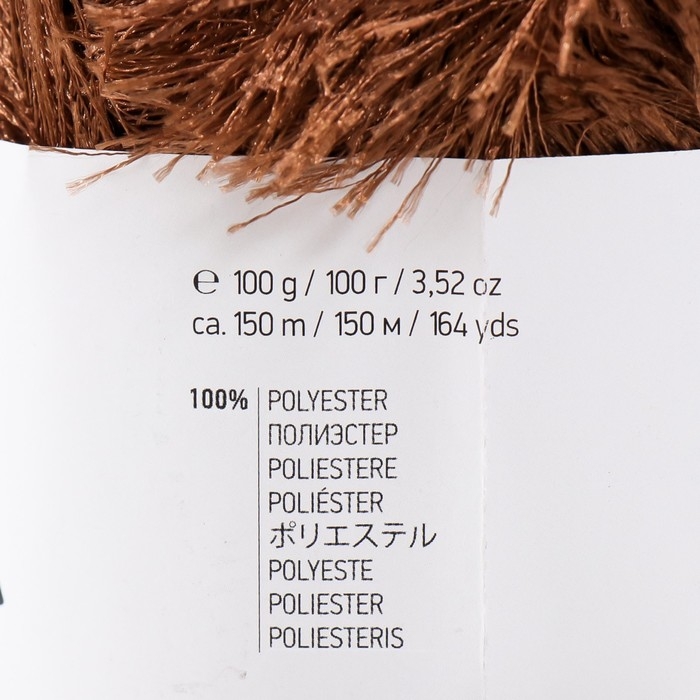 ℮ 100 g / 100 г / 3,52 oz
ca. 150 m / 150 м / 164 yds
100% POLYESTER
ПОЛИЭСТЕР
POLIESTERE
POLIÉSTER
ポリエステル
POLYESTE
POLIESTER
POLIESTERIS